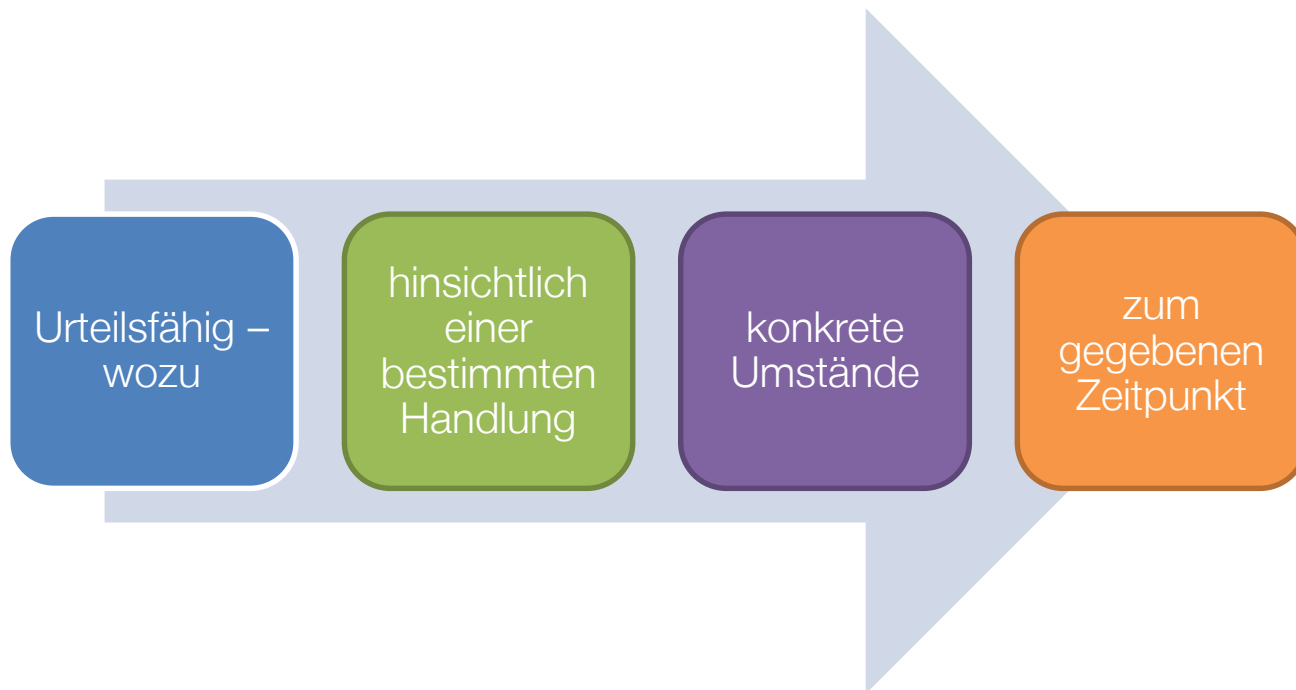 Urteilsfähig –
wozu
hinsichtlich
einer
bestimmten
Handlung
konkrete
Umstände
zum
gegebenen
Zeitpunkt